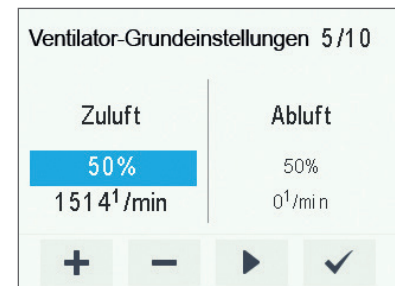 Ventilator-Grundeinstellungen 5/10
Zuluft Abluft
50% 50%
1514¹/min 0¹/min